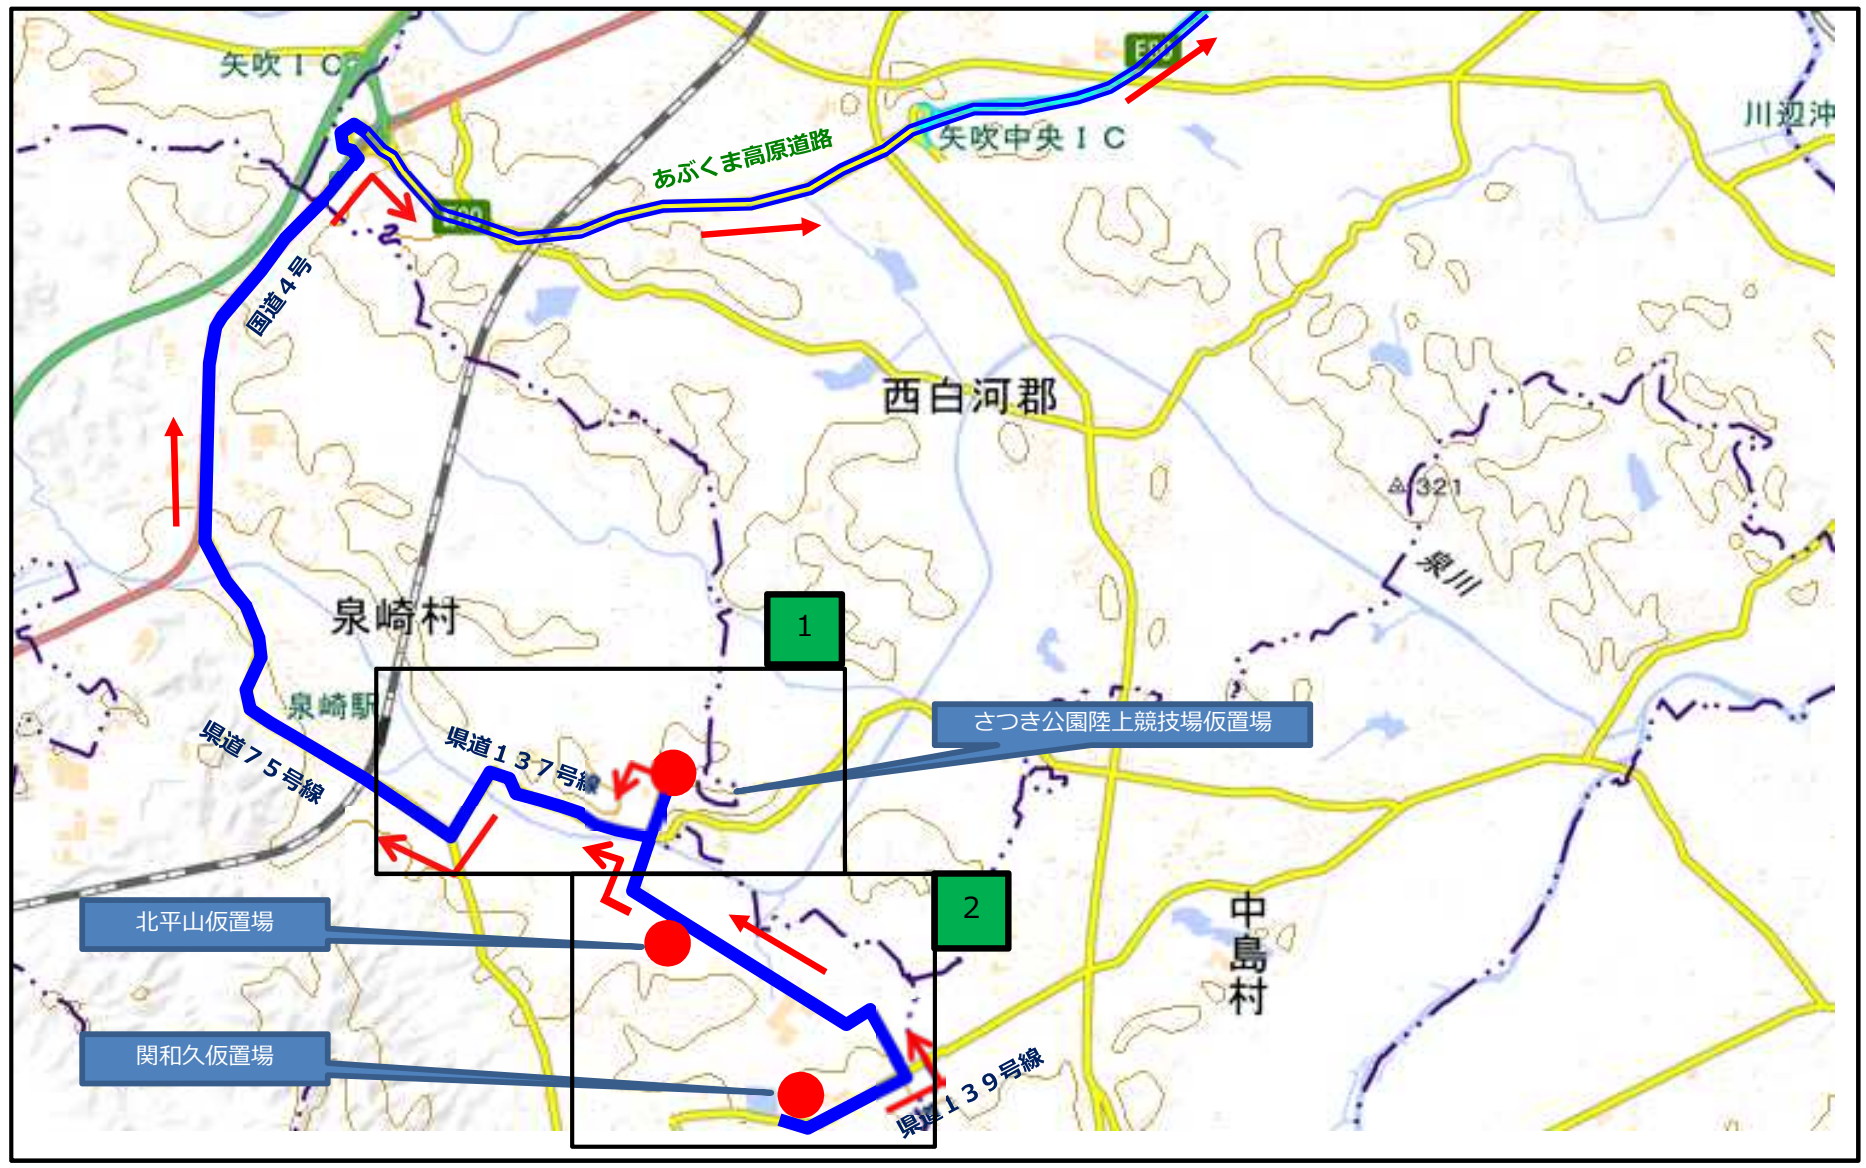 矢吹ＩＣ
川辺沖
矢吹中央ＩＣ
あぶくま高原道路
国道４号
西白河郡
321
泉川
泉崎村
1
泉崎駅
さつき公園陸上競技場仮置場
県道１３７号線
県道７５号線
北平山仮置場
2
中島村
関和久仮置場
県道１３９号線